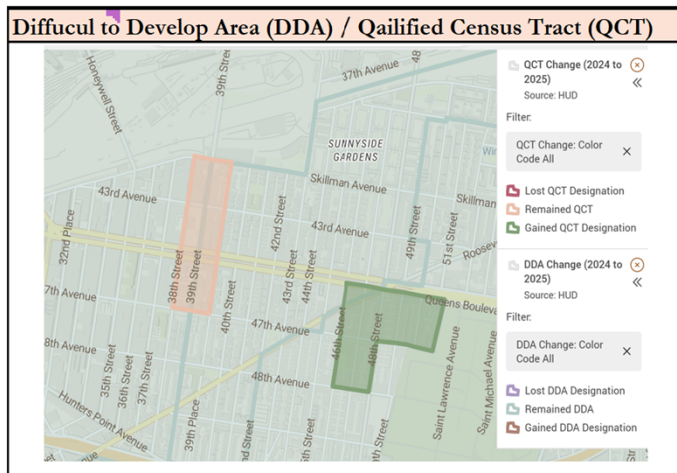 Diffucul to Develop Area (DDA) / Qailified Census Tract (QCT)
37th Avenue
48
39th Street
Honeywell Street
SUNNYSIDE
GARDENS
Skillman Avenue
Skillman
43rd Avenue
43rd Avenue
42nd Street
49th Street
51st Street
Roosev
32nd Place
38th Street
39th Street
40th Street
43rd Street
44th Street
Queens Bouleva
7th Avenue
47th Avenue
46th Street
48th Street
8th Avenue
48th Avenue
35th Street
36th Street
37th Street
Hunters Point Avenue
39th Place
5th Street
6th Street
Saint Lawrence Avenue
Saint Michael Avenue
QCT Change (2024 to
2025)
Source: HUD
Filter:
QCT Change: Color
Code All
Lost QCT Designation
Remained QCT
Gained QCT Designation
DDA Change (2024 to
2025)
Source: HUD
Filter:
DDA Change: Color
Code All
Lost DDA Designation
Remained DDA
Gained DDA Designation